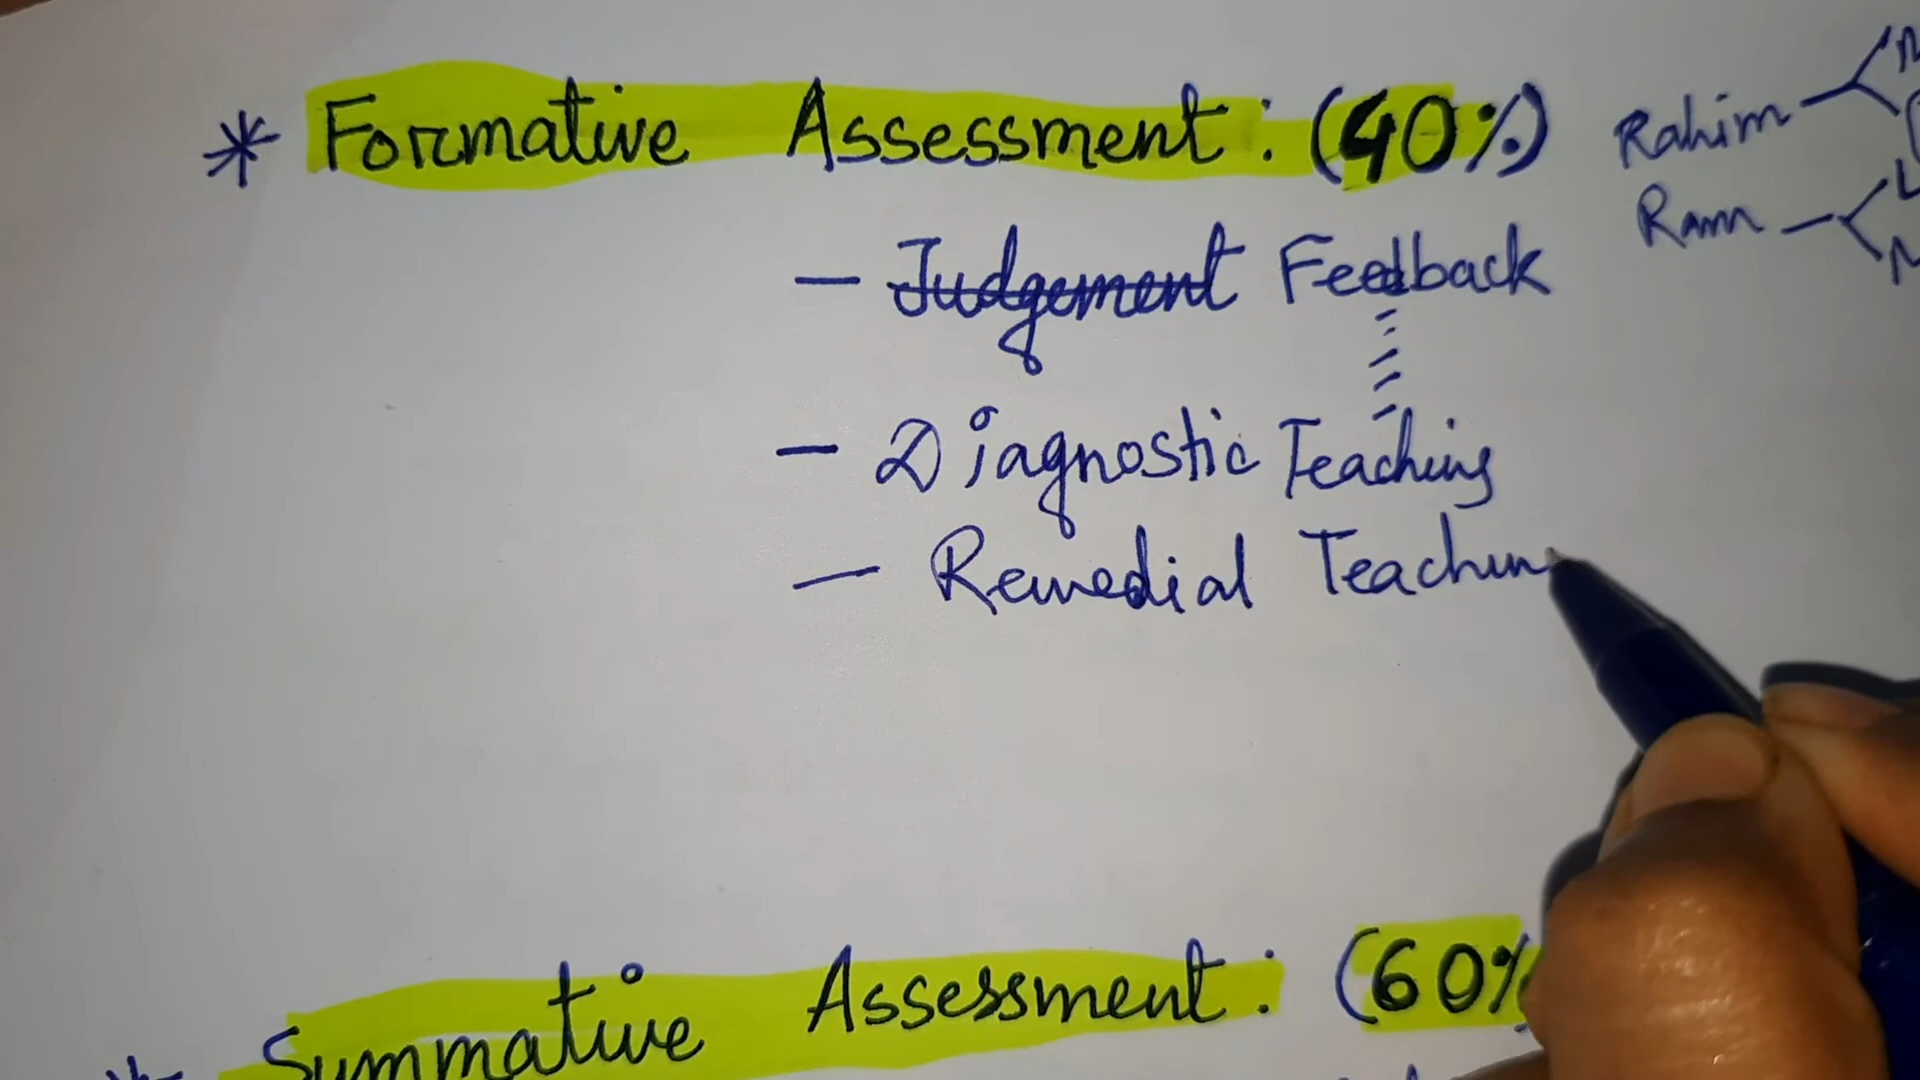 * Formative Assessment: (40%)
Rahim
Ram
- Judgement Feedback
- Diagnostic Teaching
- Remedial Teachin
Summative Assessment: (60%